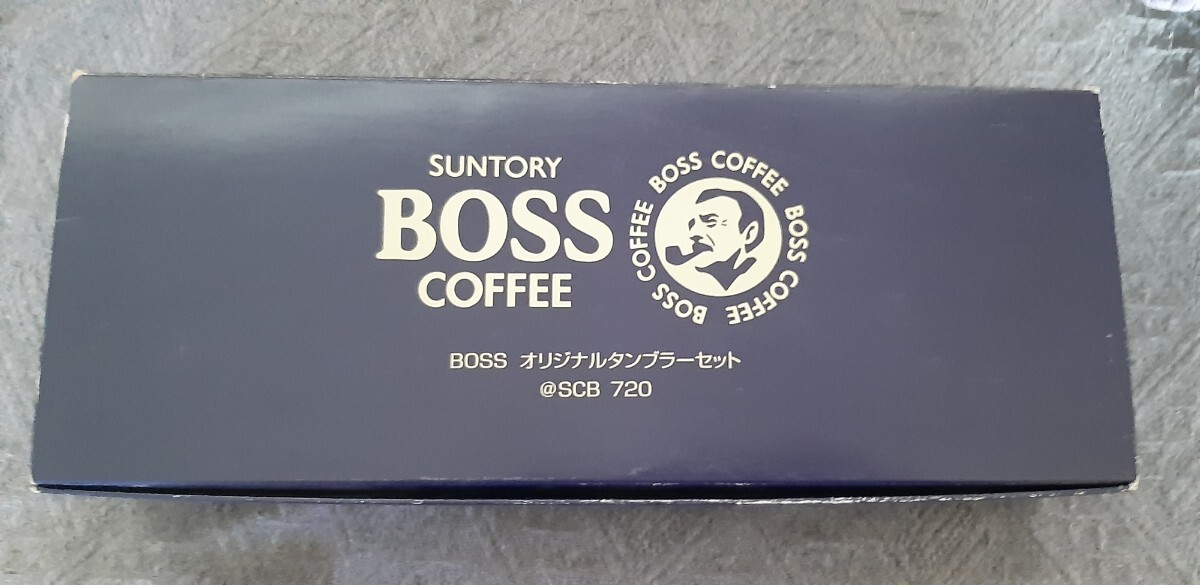 SUNTORY
BOSS
COFFEE
BOSS COFFEE BOSS COFFEE BOSS COFFEE
BOSS オリジナルタンブラーセット
@SCB 720